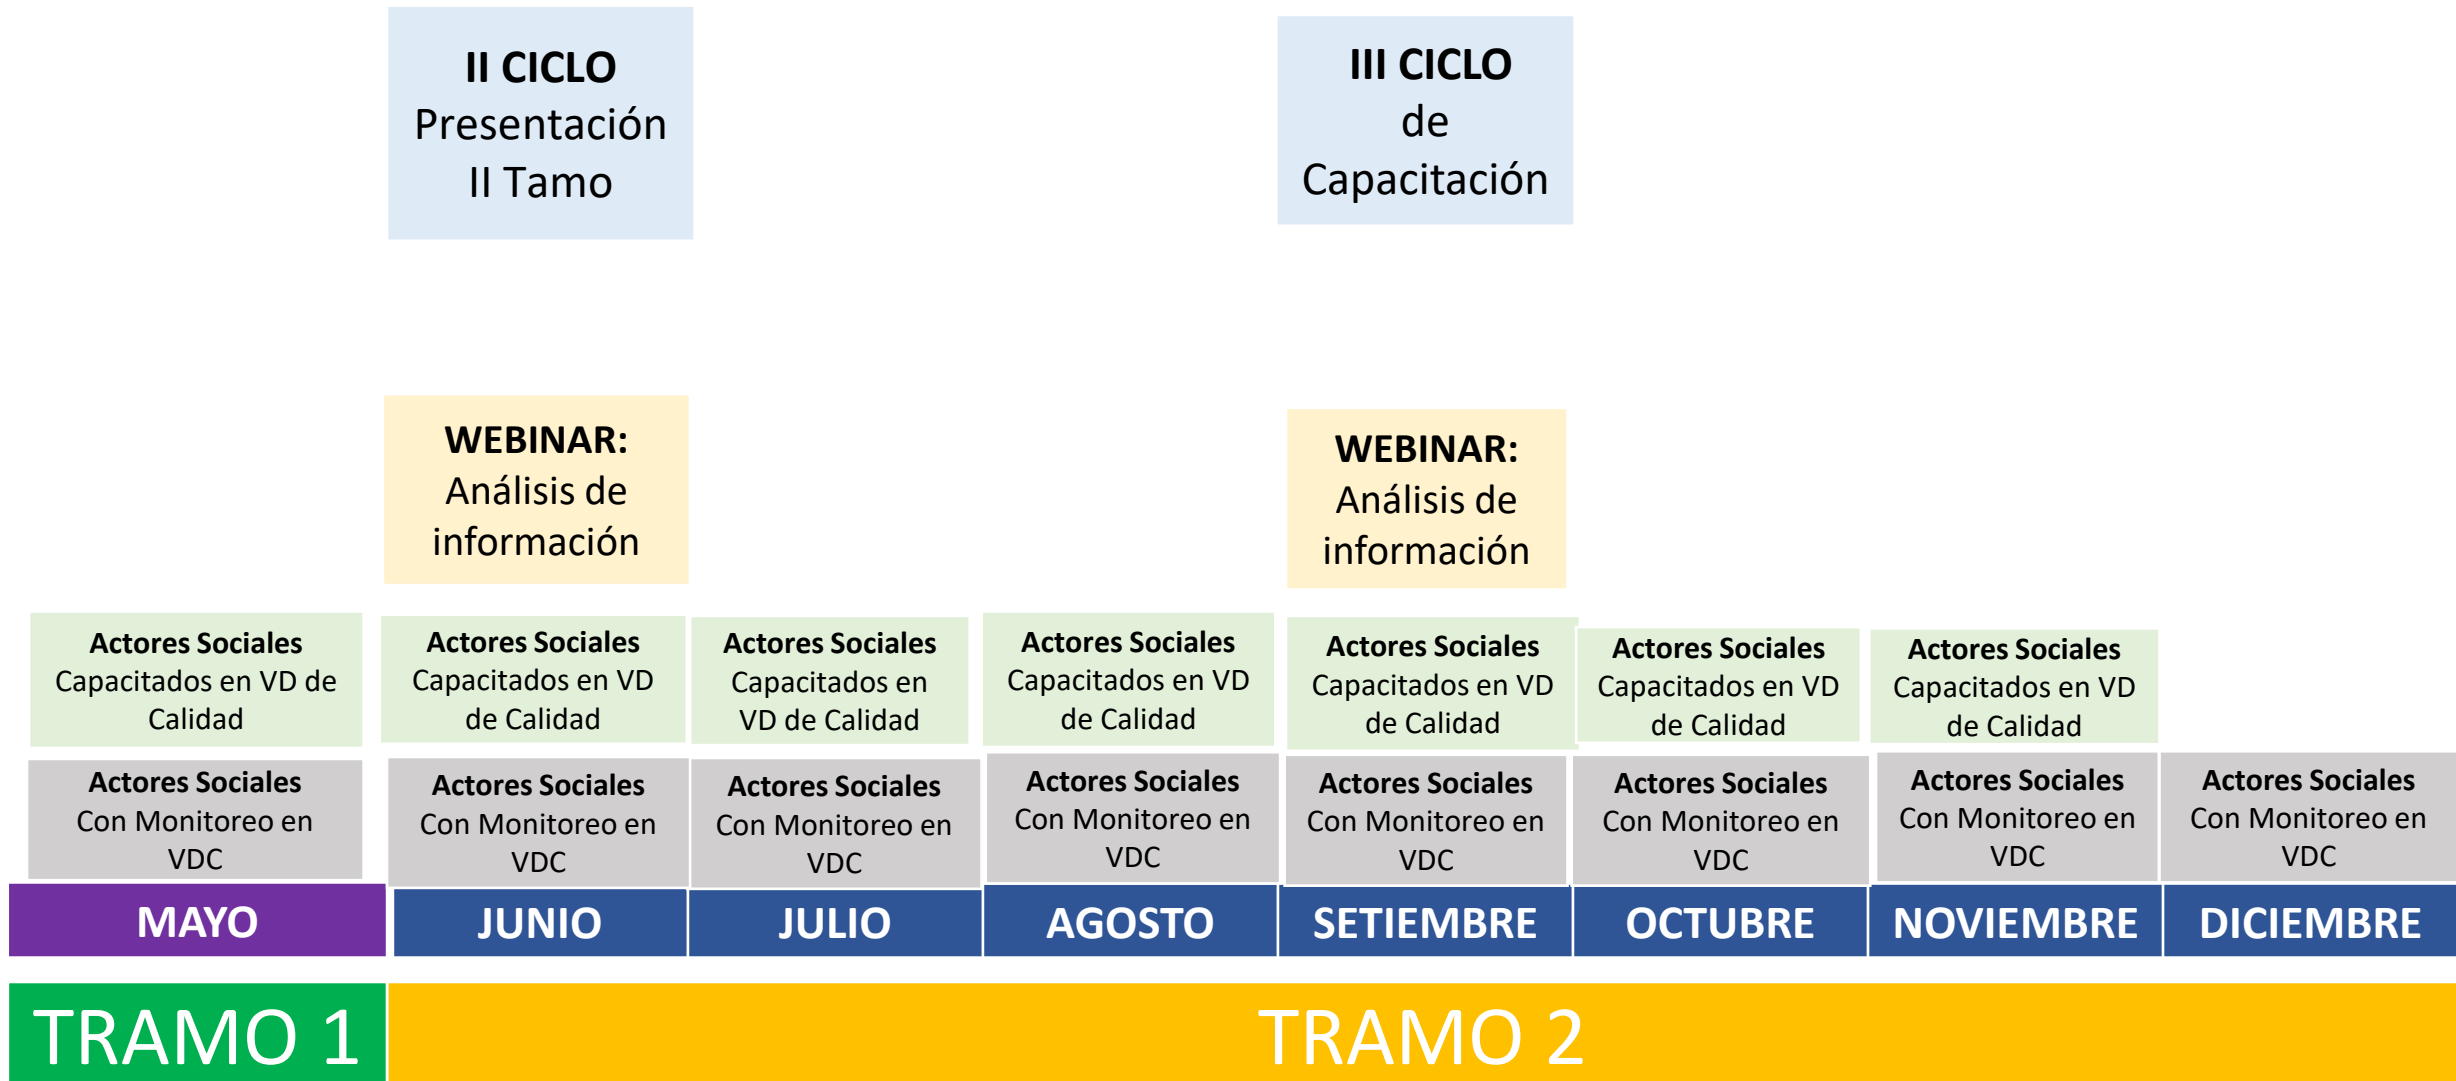 II CICLO
Presentación
II Tamo
III CICLO
de
Capacitación
WEBINAR:
Análisis de
información
WEBINAR:
Análisis de
información
Actores Sociales
Capacitados en VD de
Calidad
Actores Sociales
Capacitados en VD
de Calidad
Actores Sociales
Capacitados en
VD de Calidad
Actores Sociales
Capacitados en VD
de Calidad
Actores Sociales
Capacitados en VD
de Calidad
Actores Sociales
Capacitados en VD
de Calidad
Actores Sociales
Capacitados en VD
de Calidad
Actores Sociales
Con Monitoreo en
VDC
Actores Sociales
Con Monitoreo en
VDC
Actores Sociales
Con Monitoreo en
VDC
Actores Sociales
Con Monitoreo en
VDC
Actores Sociales
Con Monitoreo en
VDC
Actores Sociales
Con Monitoreo en
VDC
Actores Sociales
Con Monitoreo en
VDC
Actores Sociales
Con Monitoreo en
VDC
MAYO
JUNIO
JULIO
AGOSTO
SETIEMBRE
OCTUBRE
NOVIEMBRE
DICIEMBRE
TRAMO 1
TRAMO 2